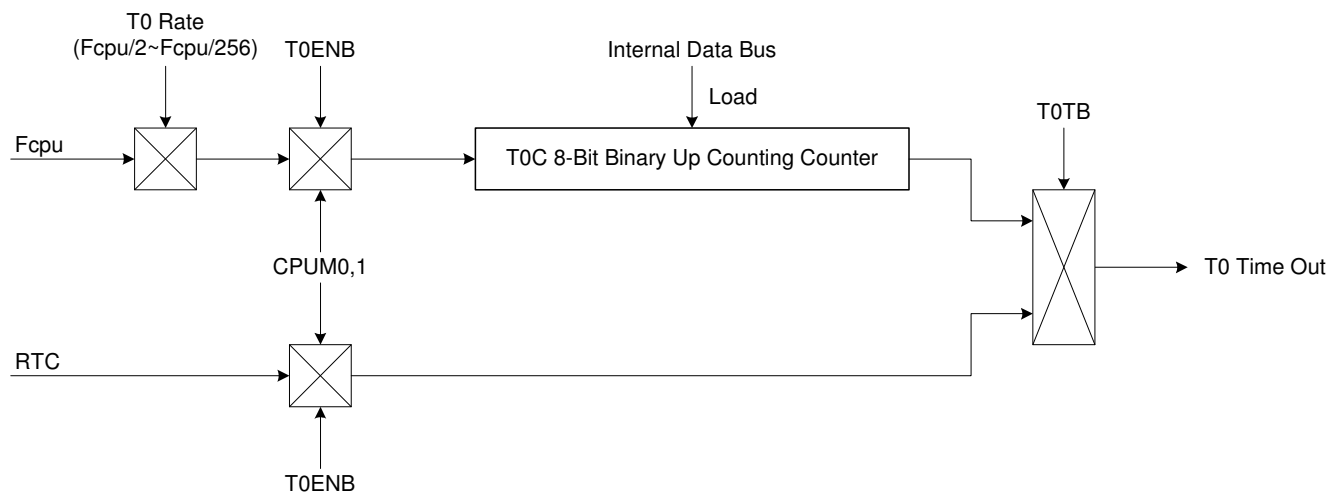 T0 Rate
(Fcpu/2~Fcpu/256)
T0ENB
Internal Data Bus
Load
T0TB
Fcpu
T0C 8-Bit Binary Up Counting Counter
CPUM0,1
T0 Time Out
RTC
T0ENB